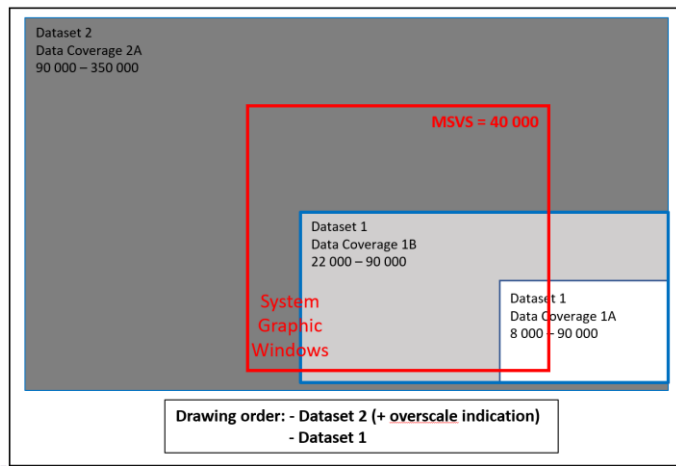 Dataset 2
Data Coverage 2A
90 000 – 350 000
MSVS = 40 000
Dataset 1
Data Coverage 1B
22 000 – 90 000
System
Graphic
Windows
Dataset 1
Data Coverage 1A
8 000 – 90 000
Drawing order: - Dataset 2 (+ overscale indication)
- Dataset 1